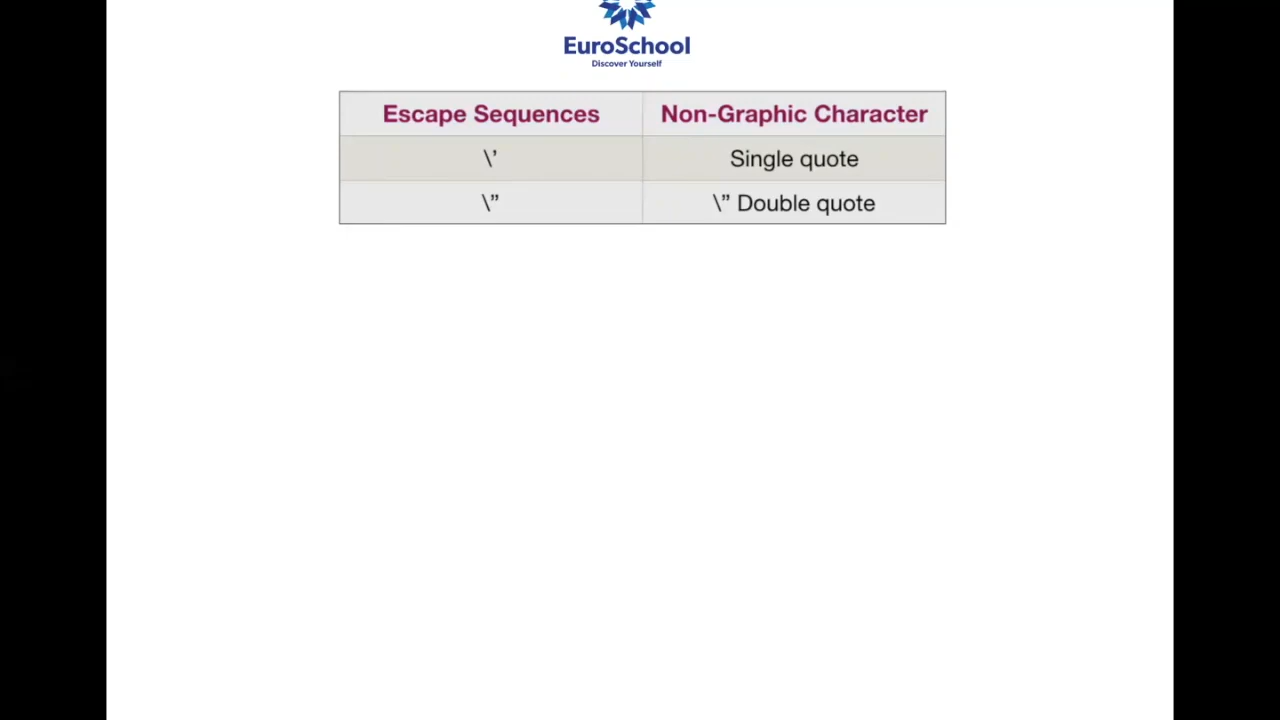 EuroSchool
Discover Yourself
Escape Sequences Non-Graphic Character
\’ Single quote
\” \” Double quote